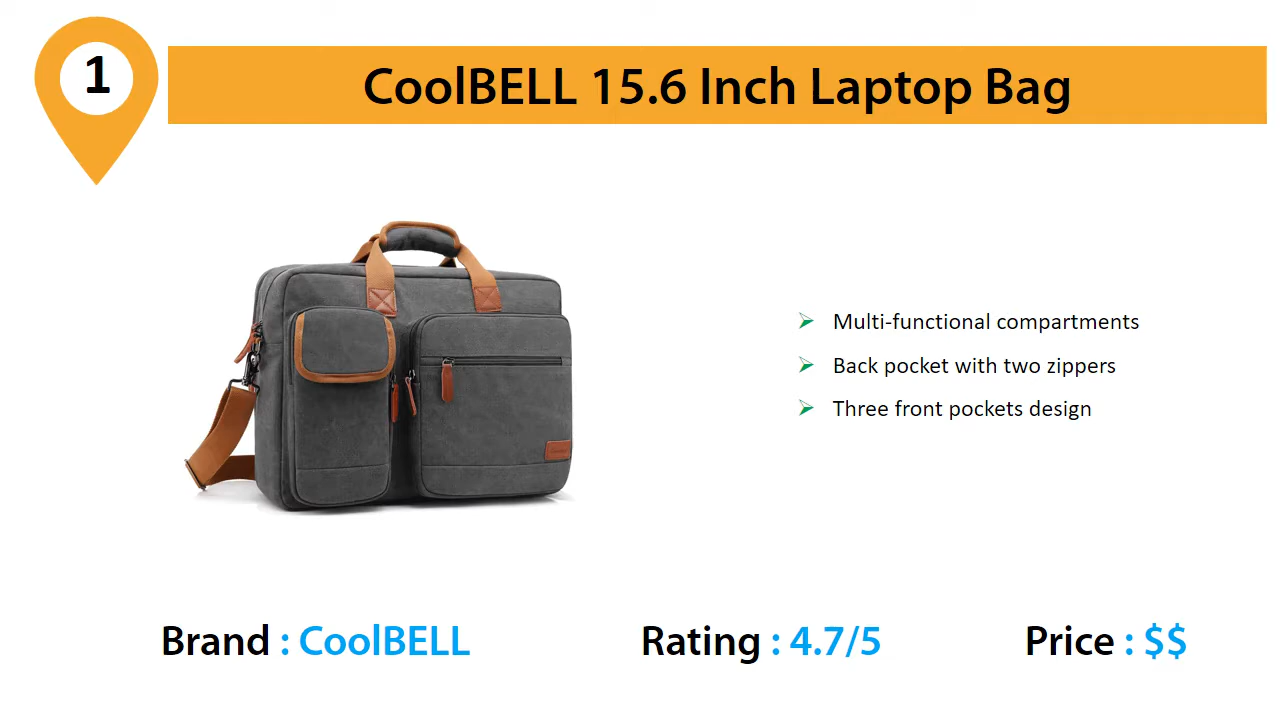 1
CoolBELL 15.6 Inch Laptop Bag
Multi-functional compartments
Back pocket with two zippers
Three front pockets design
Brand : CoolBELL
Rating : 4.7/5
Price : $$